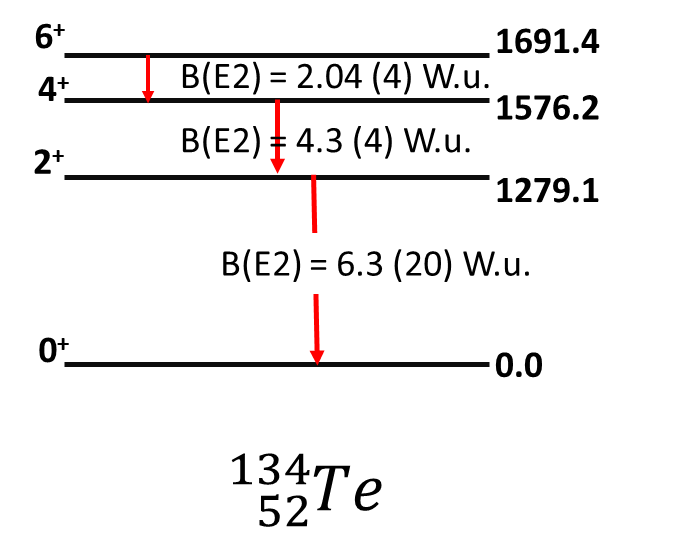 6⁺ 1691.4
B(E2) = 2.04 (4) W.u.
4⁺ 1576.2
B(E2) = 4.3 (4) W.u.
2⁺ 1279.1
B(E2) = 6.3 (20) W.u.
0⁺ 0.0
¹³⁴₅₂Te